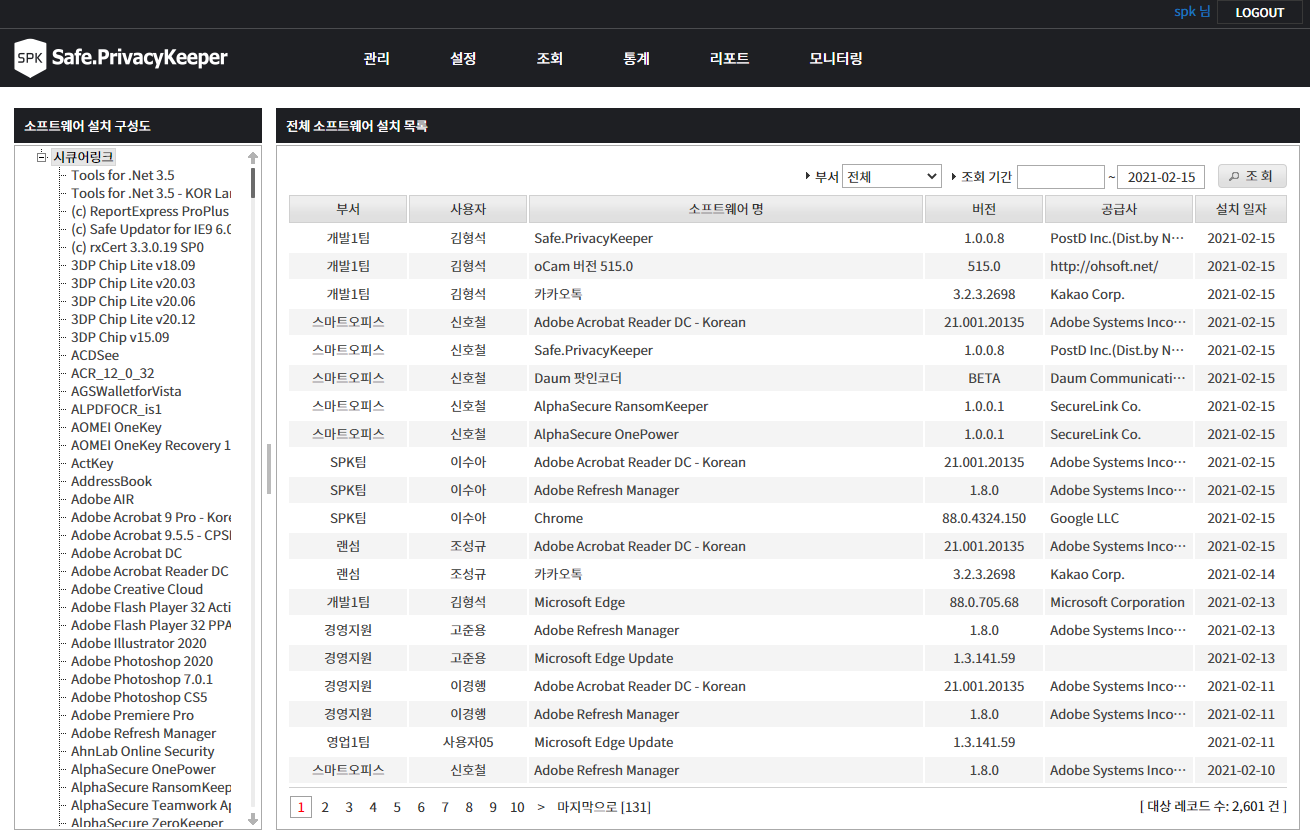 spk 님 LOGOUT
SPK Safe.PrivacyKeeper 관리 설정 조회 통계 리포트 모니터링
소프트웨어 설치 구성도
시큐어링크
Tools for .Net 3.5
Tools for .Net 3.5 - KOR Lan
(c) ReportExpress ProPlus
(c) Safe Updator for IE9 6.0
(c) rxCert 3.3.0.19 SP0
3DP Chip Lite v18.09
3DP Chip Lite v20.03
3DP Chip Lite v20.06
3DP Chip Lite v20.12
3DP Chip v15.09
ACDSee
ACR_12_0_32
AGSWalletforVista
ALPDFOCR_is1
AOMEI OneKey
AOMEI OneKey Recovery 1
ActKey
AddressBook
Adobe AIR
Adobe Acrobat 9 Pro - Kore
Adobe Acrobat 9.5.5 - CPSI
Adobe Acrobat DC
Adobe Acrobat Reader DC
Adobe Creative Cloud
Adobe Flash Player 32 Acti
Adobe Flash Player 32 PPA
Adobe Illustrator 2020
Adobe Photoshop 2020
Adobe Photoshop 7.0.1
Adobe Photoshop CS5
Adobe Premiere Pro
Adobe Refresh Manager
AhnLab Online Security
AlphaSecure OnePower
AlphaSecure RansomKeep
AlphaSecure Teamwork Ap
AlphaSecure ZeroKeeper
전체 소프트웨어 설치 목록
부서 전체 조회 기간 ~ 2021-02-15 조 회
부서 사용자 소프트웨어 명 버전 공급사 설치 일자
개발1팀 김형석 Safe.PrivacyKeeper 1.0.0.8 PostD Inc.(Dist.by N⋯ 2021-02-15
개발1팀 김형석 oCam 버전 515.0 515.0 http://ohsoft.net/ 2021-02-15
개발1팀 김형석 카카오톡 3.2.3.2698 Kakao Corp. 2021-02-15
스마트오피스 신호철 Adobe Acrobat Reader DC - Korean 21.001.20135 Adobe Systems Inco⋯ 2021-02-15
스마트오피스 신호철 Safe.PrivacyKeeper 1.0.0.8 PostD Inc.(Dist.by N⋯ 2021-02-15
스마트오피스 신호철 Daum 팟인코더 BETA Daum Communicati⋯ 2021-02-15
스마트오피스 신호철 AlphaSecure RansomKeeper 1.0.0.1 SecureLink Co. 2021-02-15
스마트오피스 신호철 AlphaSecure OnePower 1.0.0.1 SecureLink Co. 2021-02-15
SPK팀 이수아 Adobe Acrobat Reader DC - Korean 21.001.20135 Adobe Systems Inco⋯ 2021-02-15
SPK팀 이수아 Adobe Refresh Manager 1.8.0 Adobe Systems Inco⋯ 2021-02-15
SPK팀 이수아 Chrome 88.0.4324.150 Google LLC 2021-02-15
랜섬 조성규 Adobe Acrobat Reader DC - Korean 21.001.20135 Adobe Systems Inco⋯ 2021-02-15
랜섬 조성규 카카오톡 3.2.3.2698 Kakao Corp. 2021-02-14
개발1팀 김형석 Microsoft Edge 88.0.705.68 Microsoft Corporation 2021-02-13
경영지원 고준용 Adobe Refresh Manager 1.8.0 Adobe Systems Inco⋯ 2021-02-13
경영지원 고준용 Microsoft Edge Update 1.3.141.59 2021-02-13
경영지원 이경행 Adobe Acrobat Reader DC - Korean 21.001.20135 Adobe Systems Inco⋯ 2021-02-11
경영지원 이경행 Adobe Refresh Manager 1.8.0 Adobe Systems Inco⋯ 2021-02-11
영업1팀 사용자05 Microsoft Edge Update 1.3.141.59 2021-02-11
스마트오피스 신호철 Adobe Refresh Manager 1.8.0 Adobe Systems Inco⋯ 2021-02-10
1 2 3 4 5 6 7 8 9 10 > 마지막으로 [131] [ 대상 레코드 수: 2,601 건 ]